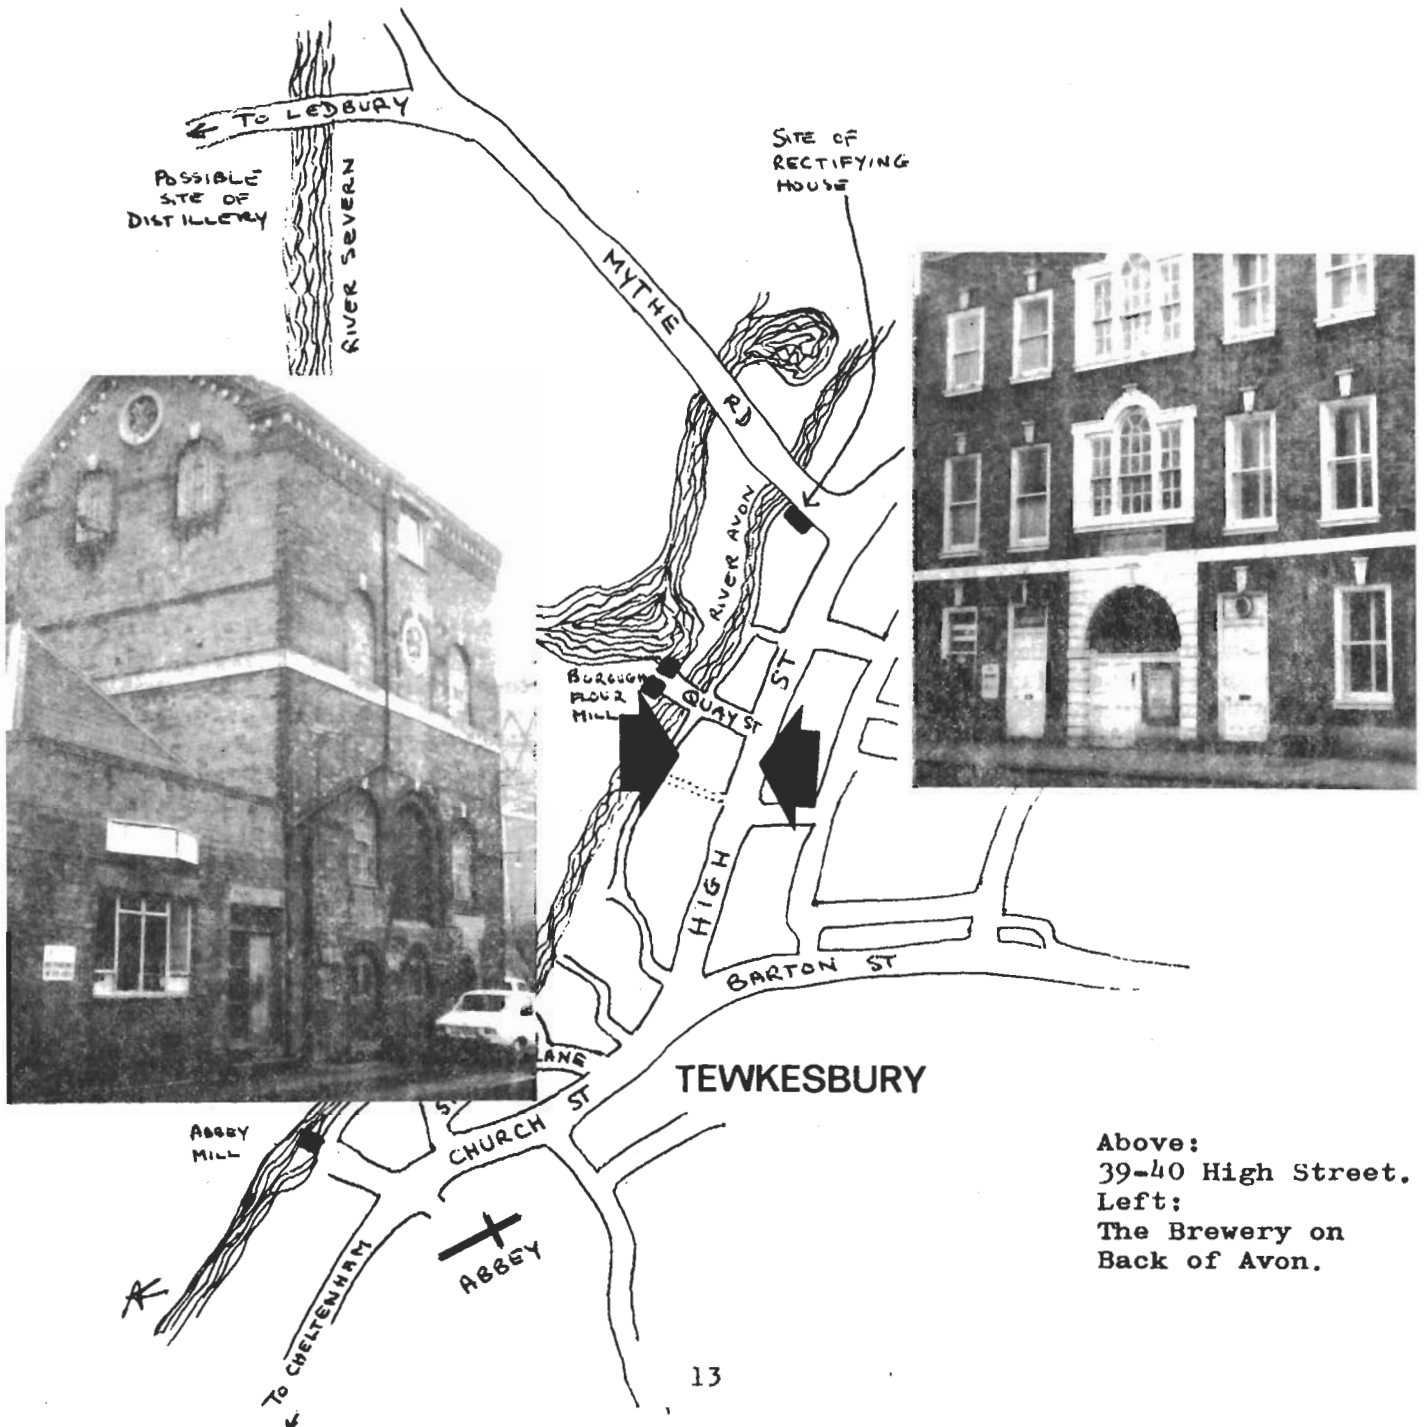 TO LEDBURY
POSSIBLE
SITE OF
DISTILLERY
RIVER SEVERN
SITE OF
RECTIFYING
HOUSE
MYTHE
RD
RIVER AVON
BOROUGH
FLOUR
MILL
QUAY ST
HIGH
ST
BARTON ST
LANE
CHURCH ST
TEWKESBURY
ABBEY
MILL
ABBEY
TO CHELTENHAM
AK
Above:
39-40 High Street.
Left:
The Brewery on
Back of Avon.
13